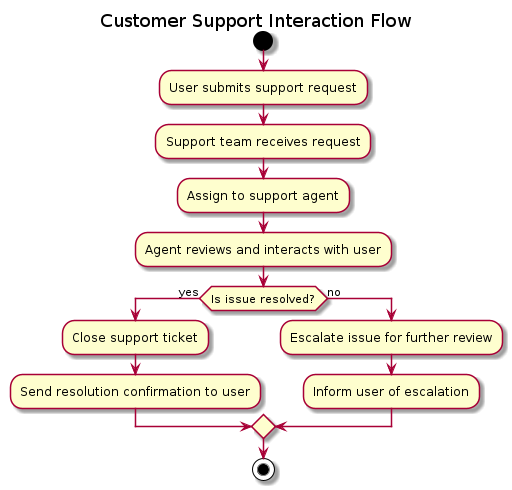 Customer Support Interaction Flow
User submits support request
Support team receives request
Assign to support agent
Agent reviews and interacts with user
yes
Is issue resolved?
no
Close support ticket
Escalate issue for further review
Send resolution confirmation to user
Inform user of escalation